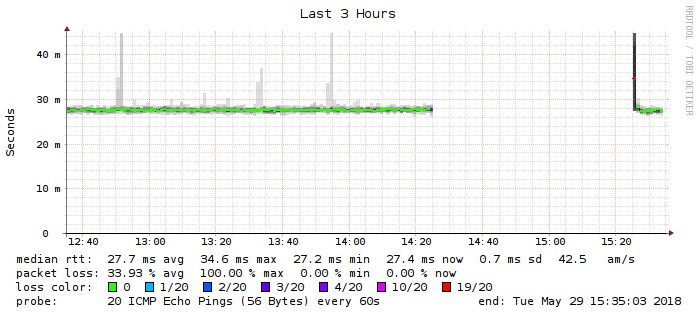 Last 3 Hours
RRDTOOL / TOBI OETIKER
Seconds
40 m
30 m
20 m
10 m
0
12:40 13:00 13:20 13:40 14:00 14:20 14:40 15:00 15:20
median rtt: 27.7 ms avg 34.6 ms max 27.2 ms min 27.4 ms now 0.7 ms sd 42.5 am/s
packet loss: 33.93 % avg 100.00 % max 0.00 % min 0.00 % now
loss color: 0 1/20 2/20 3/20 4/20 10/20 19/20
probe: 20 ICMP Echo Pings (56 Bytes) every 60s end: Tue May 29 15:35:03 2018